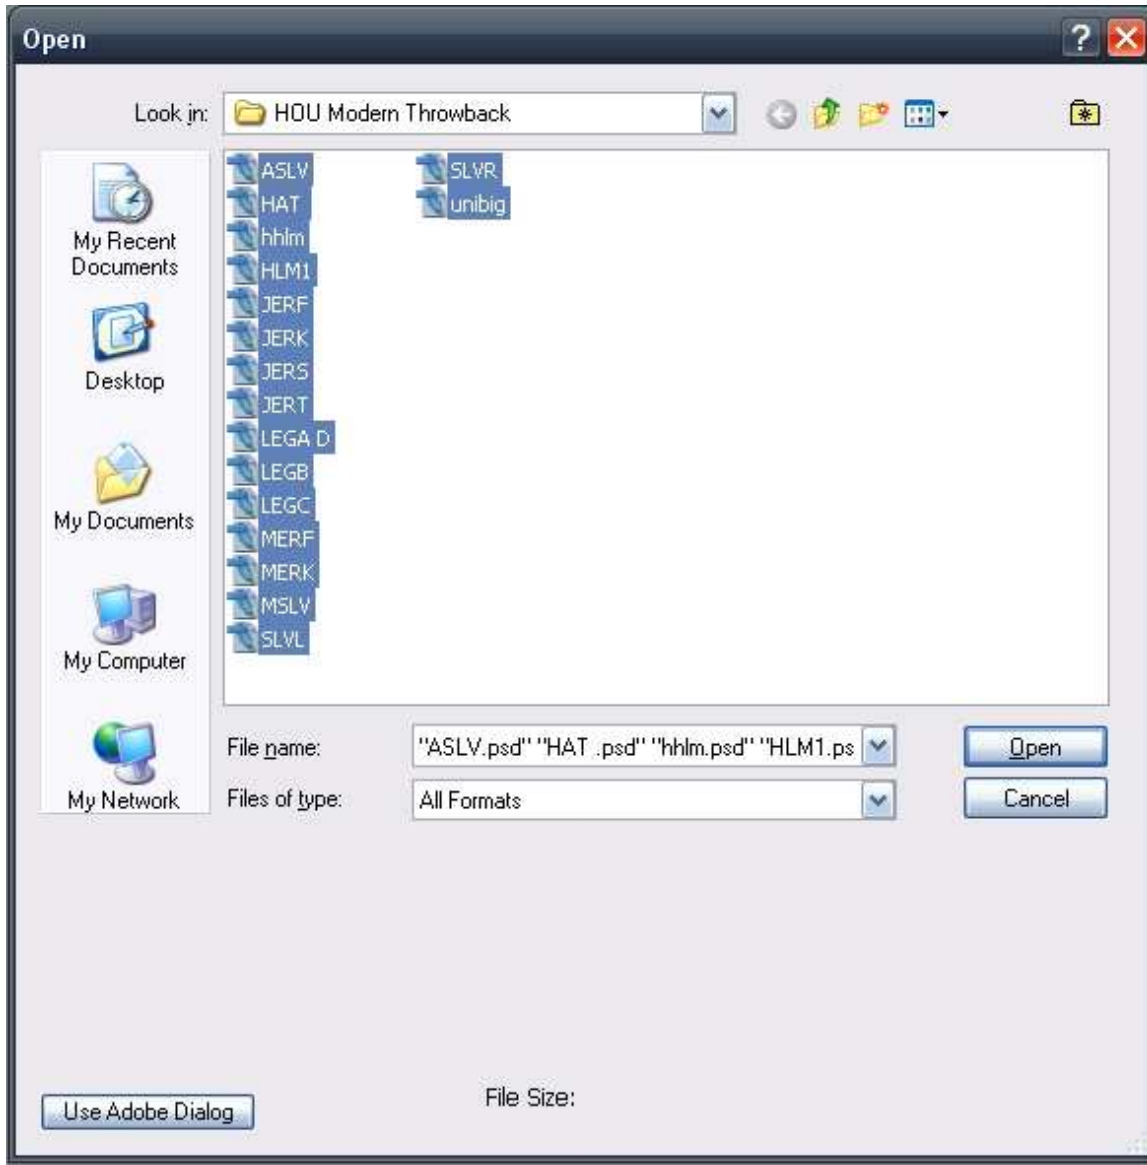 Open
Look in: HOU Modern Throwback
My Recent Documents
Desktop
My Documents
My Computer
My Network
ASLV
HAT
hhlm
HLM1
JERF
JERK
JERS
JERT
LEGA D
LEGB
LEGC
MERF
MERK
MSLV
SLVL
SLVR
unibig
File name: "ASLV.psd" "HAT .psd" "hhlm.psd" "HLM1.ps
Open
Files of type: All Formats
Cancel
Use Adobe Dialog
File Size: